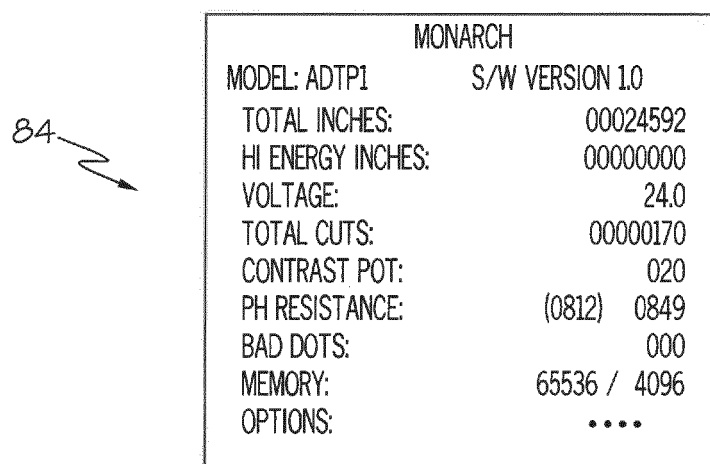 MONARCH
MODEL: ADTP1 S/W VERSION 1.0
84
TOTAL INCHES: 00024592
HI ENERGY INCHES: 00000000
VOLTAGE: 24.0
TOTAL CUTS: 00000170
CONTRAST POT: 020
PH RESISTANCE: (0812) 0849
BAD DOTS: 000
MEMORY: 65536 / 4096
OPTIONS: ••••